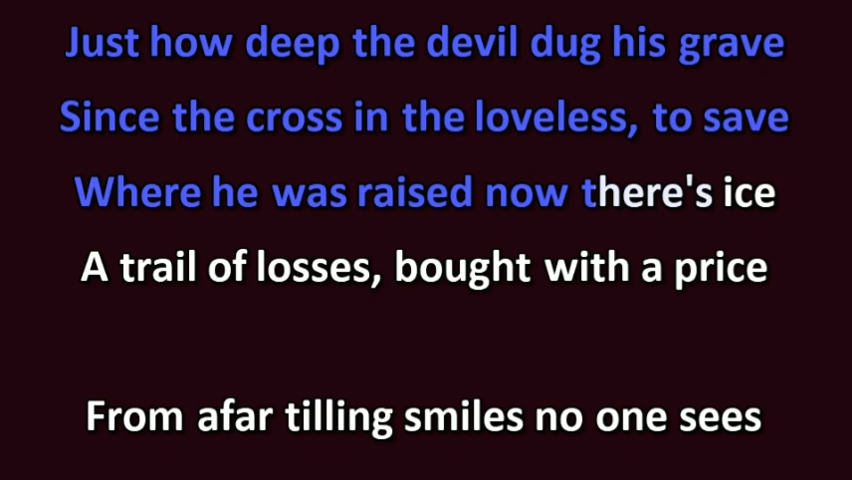 Just how deep the devil dug his grave
Since the cross in the loveless, to save
Where he was raised now there's ice
A trail of losses, bought with a price
From afar tilling smiles no one sees